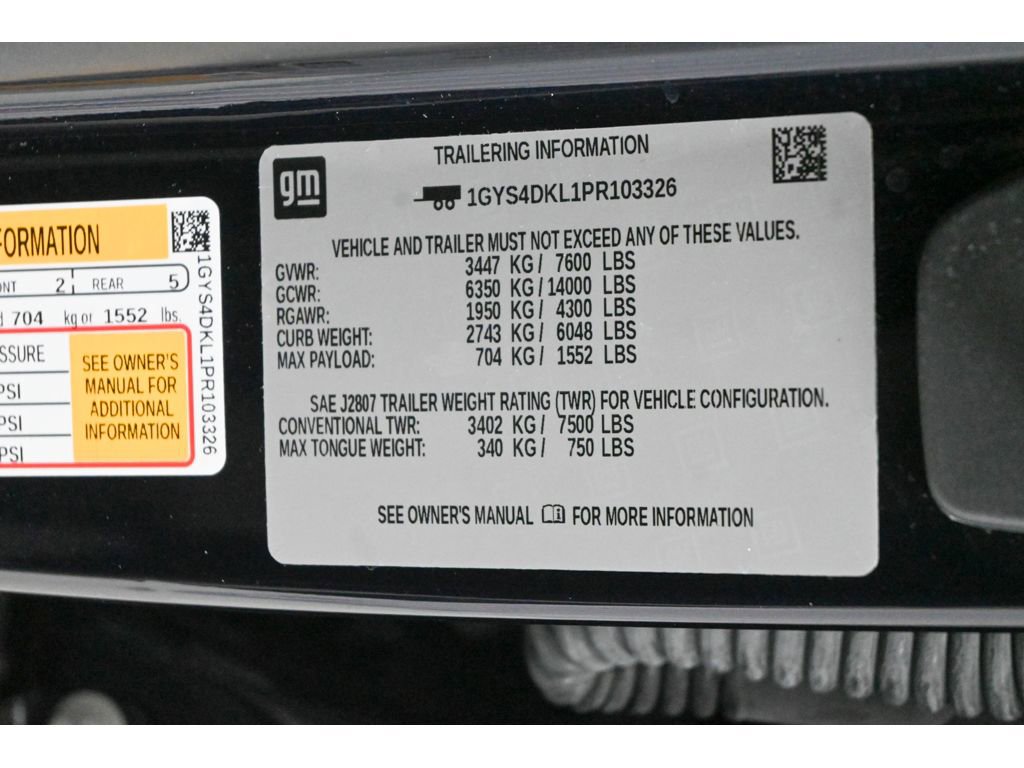 FORMATION
NT 2 REAR 5
704 kg or 1552 lbs.
SSURE
PSI
PSI
PSI
SEE OWNER'S
MANUAL FOR
ADDITIONAL
INFORMATION
1GYS4DKL1PR103326
gm
TRAILERING INFORMATION
1GYS4DKL1PR103326
VEHICLE AND TRAILER MUST NOT EXCEED ANY OF THESE VALUES.
GVWR: 3447 KG/ 7600 LBS
GCWR: 6350 KG/14000 LBS
RGAWR: 1950 KG/ 4300 LBS
CURB WEIGHT: 2743 KG/ 6048 LBS
MAX PAYLOAD: 704 KG/ 1552 LBS
SAE J2807 TRAILER WEIGHT RATING (TWR) FOR VEHICLE CONFIGURATION.
CONVENTIONAL TWR: 3402 KG/ 7500 LBS
MAX TONGUE WEIGHT: 340 KG/ 750 LBS
SEE OWNER'S MANUAL FOR MORE INFORMATION